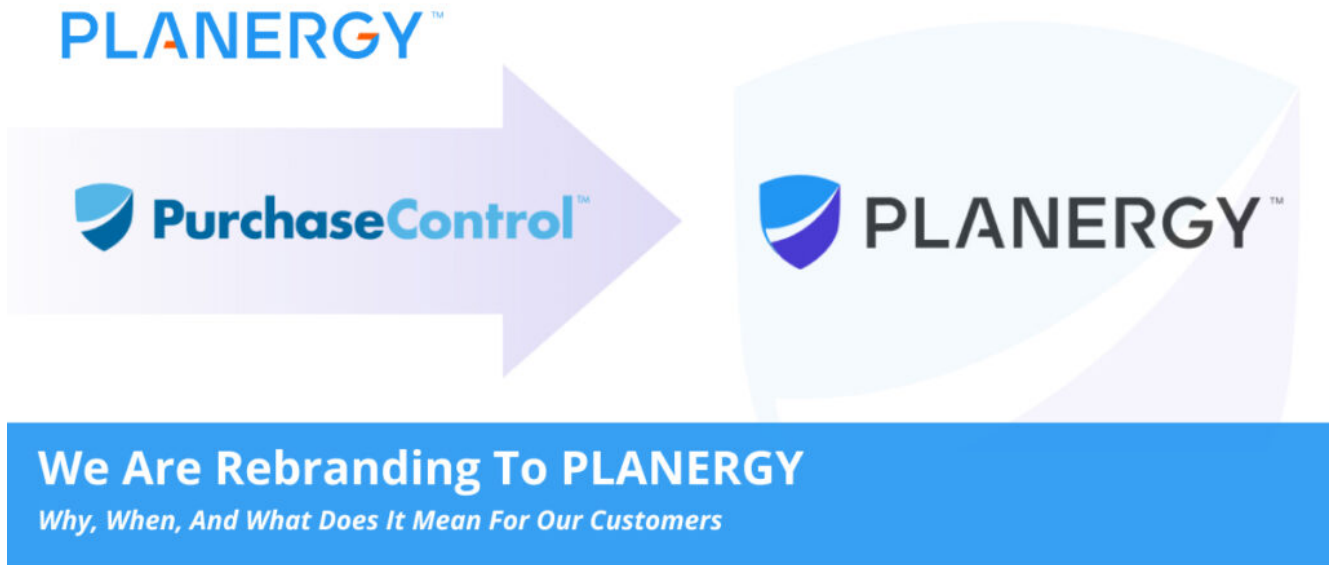 PLANERGY™
PurchaseControl™
PLANERGY™
We Are Rebranding To PLANERGY
Why, When, And What Does It Mean For Our Customers